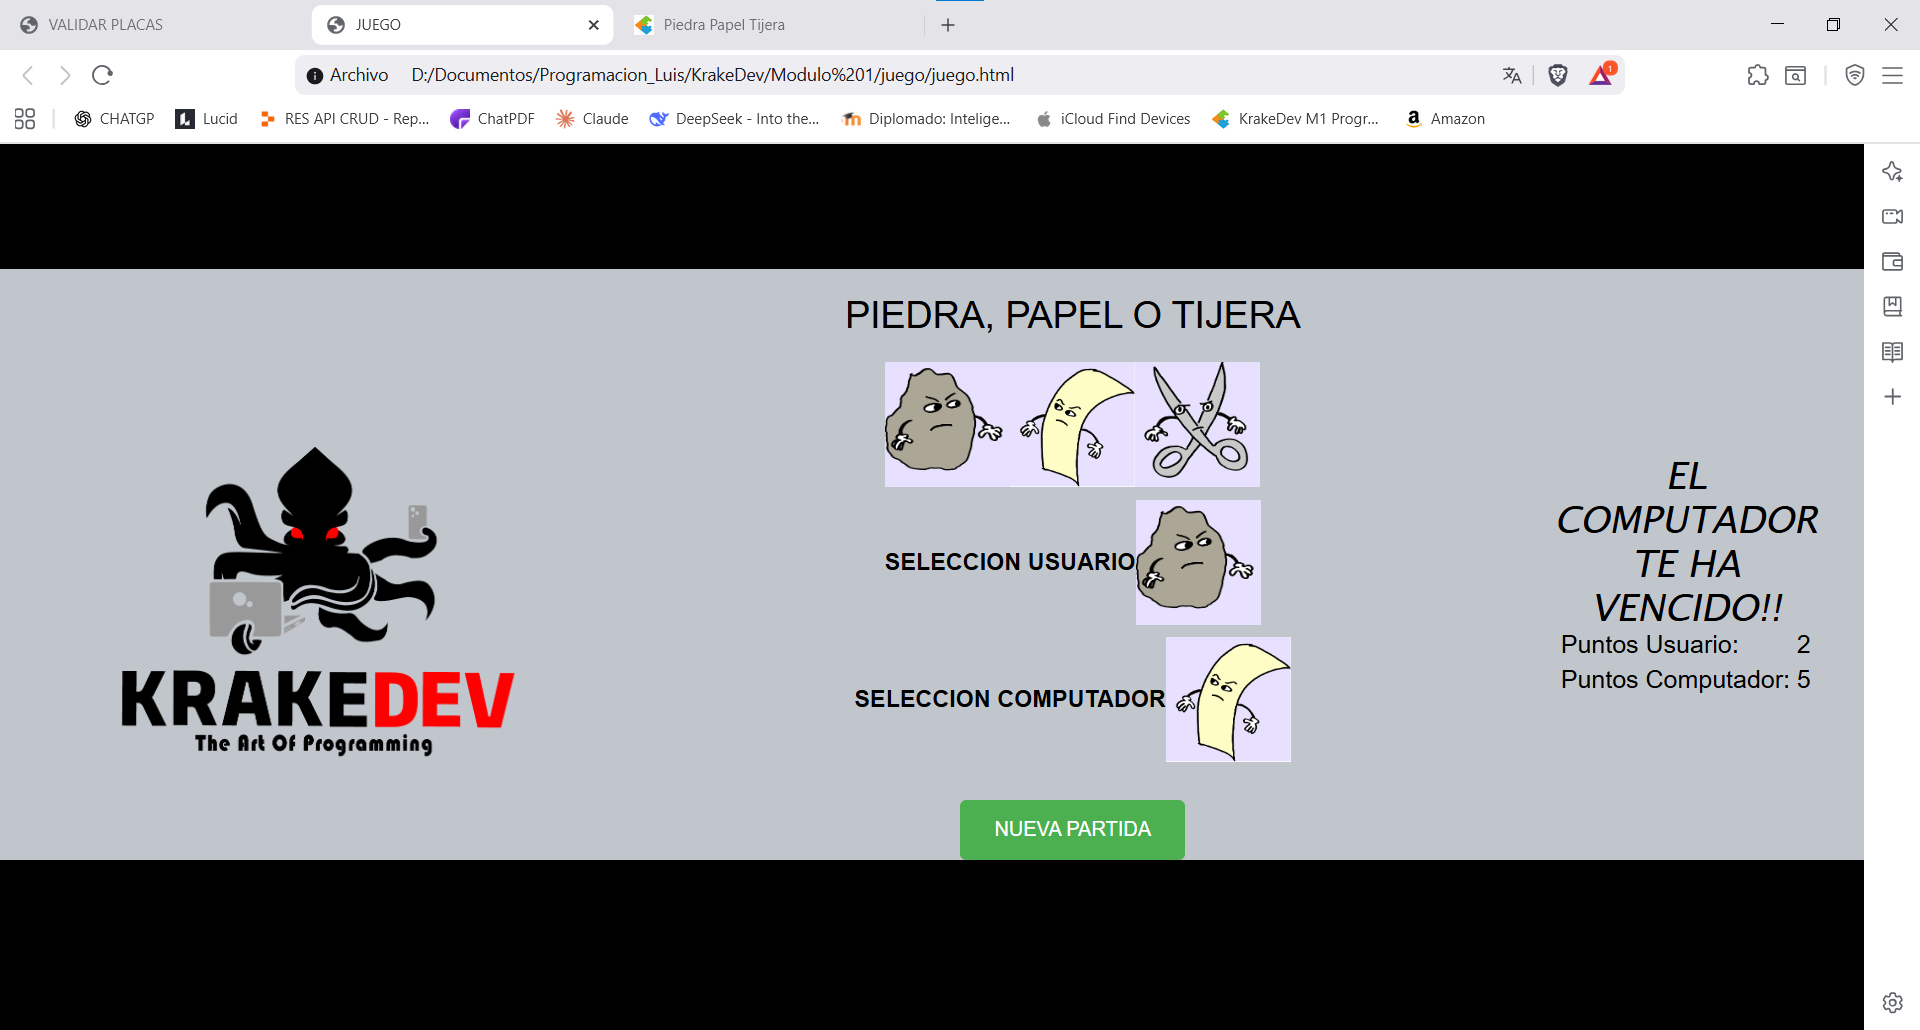 VALIDAR PLACAS
JUEGO
Piedra Papel Tijera
Archivo D:/Documentos/Programacion_Luis/KrakeDev/Modulo%201/juego/juego.html
1
CHATGP
Lucid
RES API CRUD - Rep...
ChatPDF
Claude
DeepSeek - Into the...
Diplomado: Intelige...
iCloud Find Devices
KrakeDev M1 Progr...
Amazon
PIEDRA, PAPEL O TIJERA
SELECCION USUARIO
SELECCION COMPUTADOR
NUEVA PARTIDA
KRAKEDEV
The Art Of Programming
EL
COMPUTADOR
TE HA
VENCIDO!!
Puntos Usuario: 2
Puntos Computador: 5